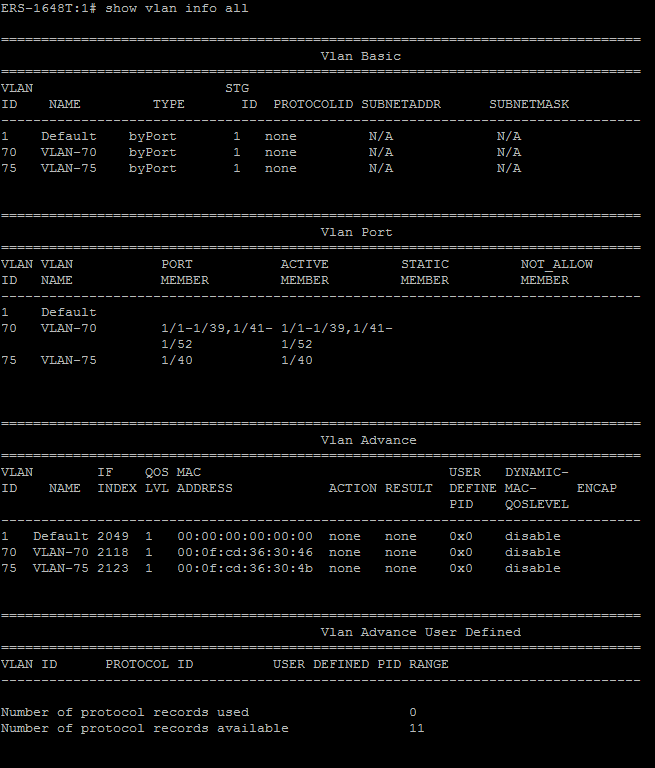 ERS-1648T:1# show vlan info all
================================================================================
Vlan Basic
================================================================================
VLAN                        STG
ID    NAME         TYPE       ID  PROTOCOLID SUBNETADDR      SUBNETMASK
--------------------------------------------------------------------------------
1    Default    byPort       1   none         N/A             N/A
70   VLAN-70    byPort       1   none         N/A             N/A
75   VLAN-75    byPort       1   none         N/A             N/A
================================================================================
Vlan Port
================================================================================
VLAN VLAN           PORT           ACTIVE         STATIC         NOT_ALLOW
ID   NAME           MEMBER         MEMBER         MEMBER         MEMBER
--------------------------------------------------------------------------------
1    Default
70   VLAN-70        1/1-1/39,1/41- 1/1-1/39,1/41-
                    1/52           1/52
75   VLAN-75        1/40           1/40
================================================================================
Vlan Advance
================================================================================
VLAN        IF    QOS MAC                               USER   DYNAMIC-
ID    NAME  INDEX LVL ADDRESS            ACTION RESULT  DEFINE MAC-     ENCAP
                                                        PID    QOSLEVEL
--------------------------------------------------------------------------------
1   Default 2049  1   00:00:00:00:00:00  none   none    0x0    disable
70  VLAN-70 2118  1   00:0f:cd:36:30:46  none   none    0x0    disable
75  VLAN-75 2123  1   00:0f:cd:36:30:4b  none   none    0x0    disable
================================================================================
Vlan Advance User Defined
================================================================================
VLAN ID      PROTOCOL ID          USER DEFINED PID RANGE
--------------------------------------------------------------------------------
Number of protocol records used                    0
Number of protocol records available               11